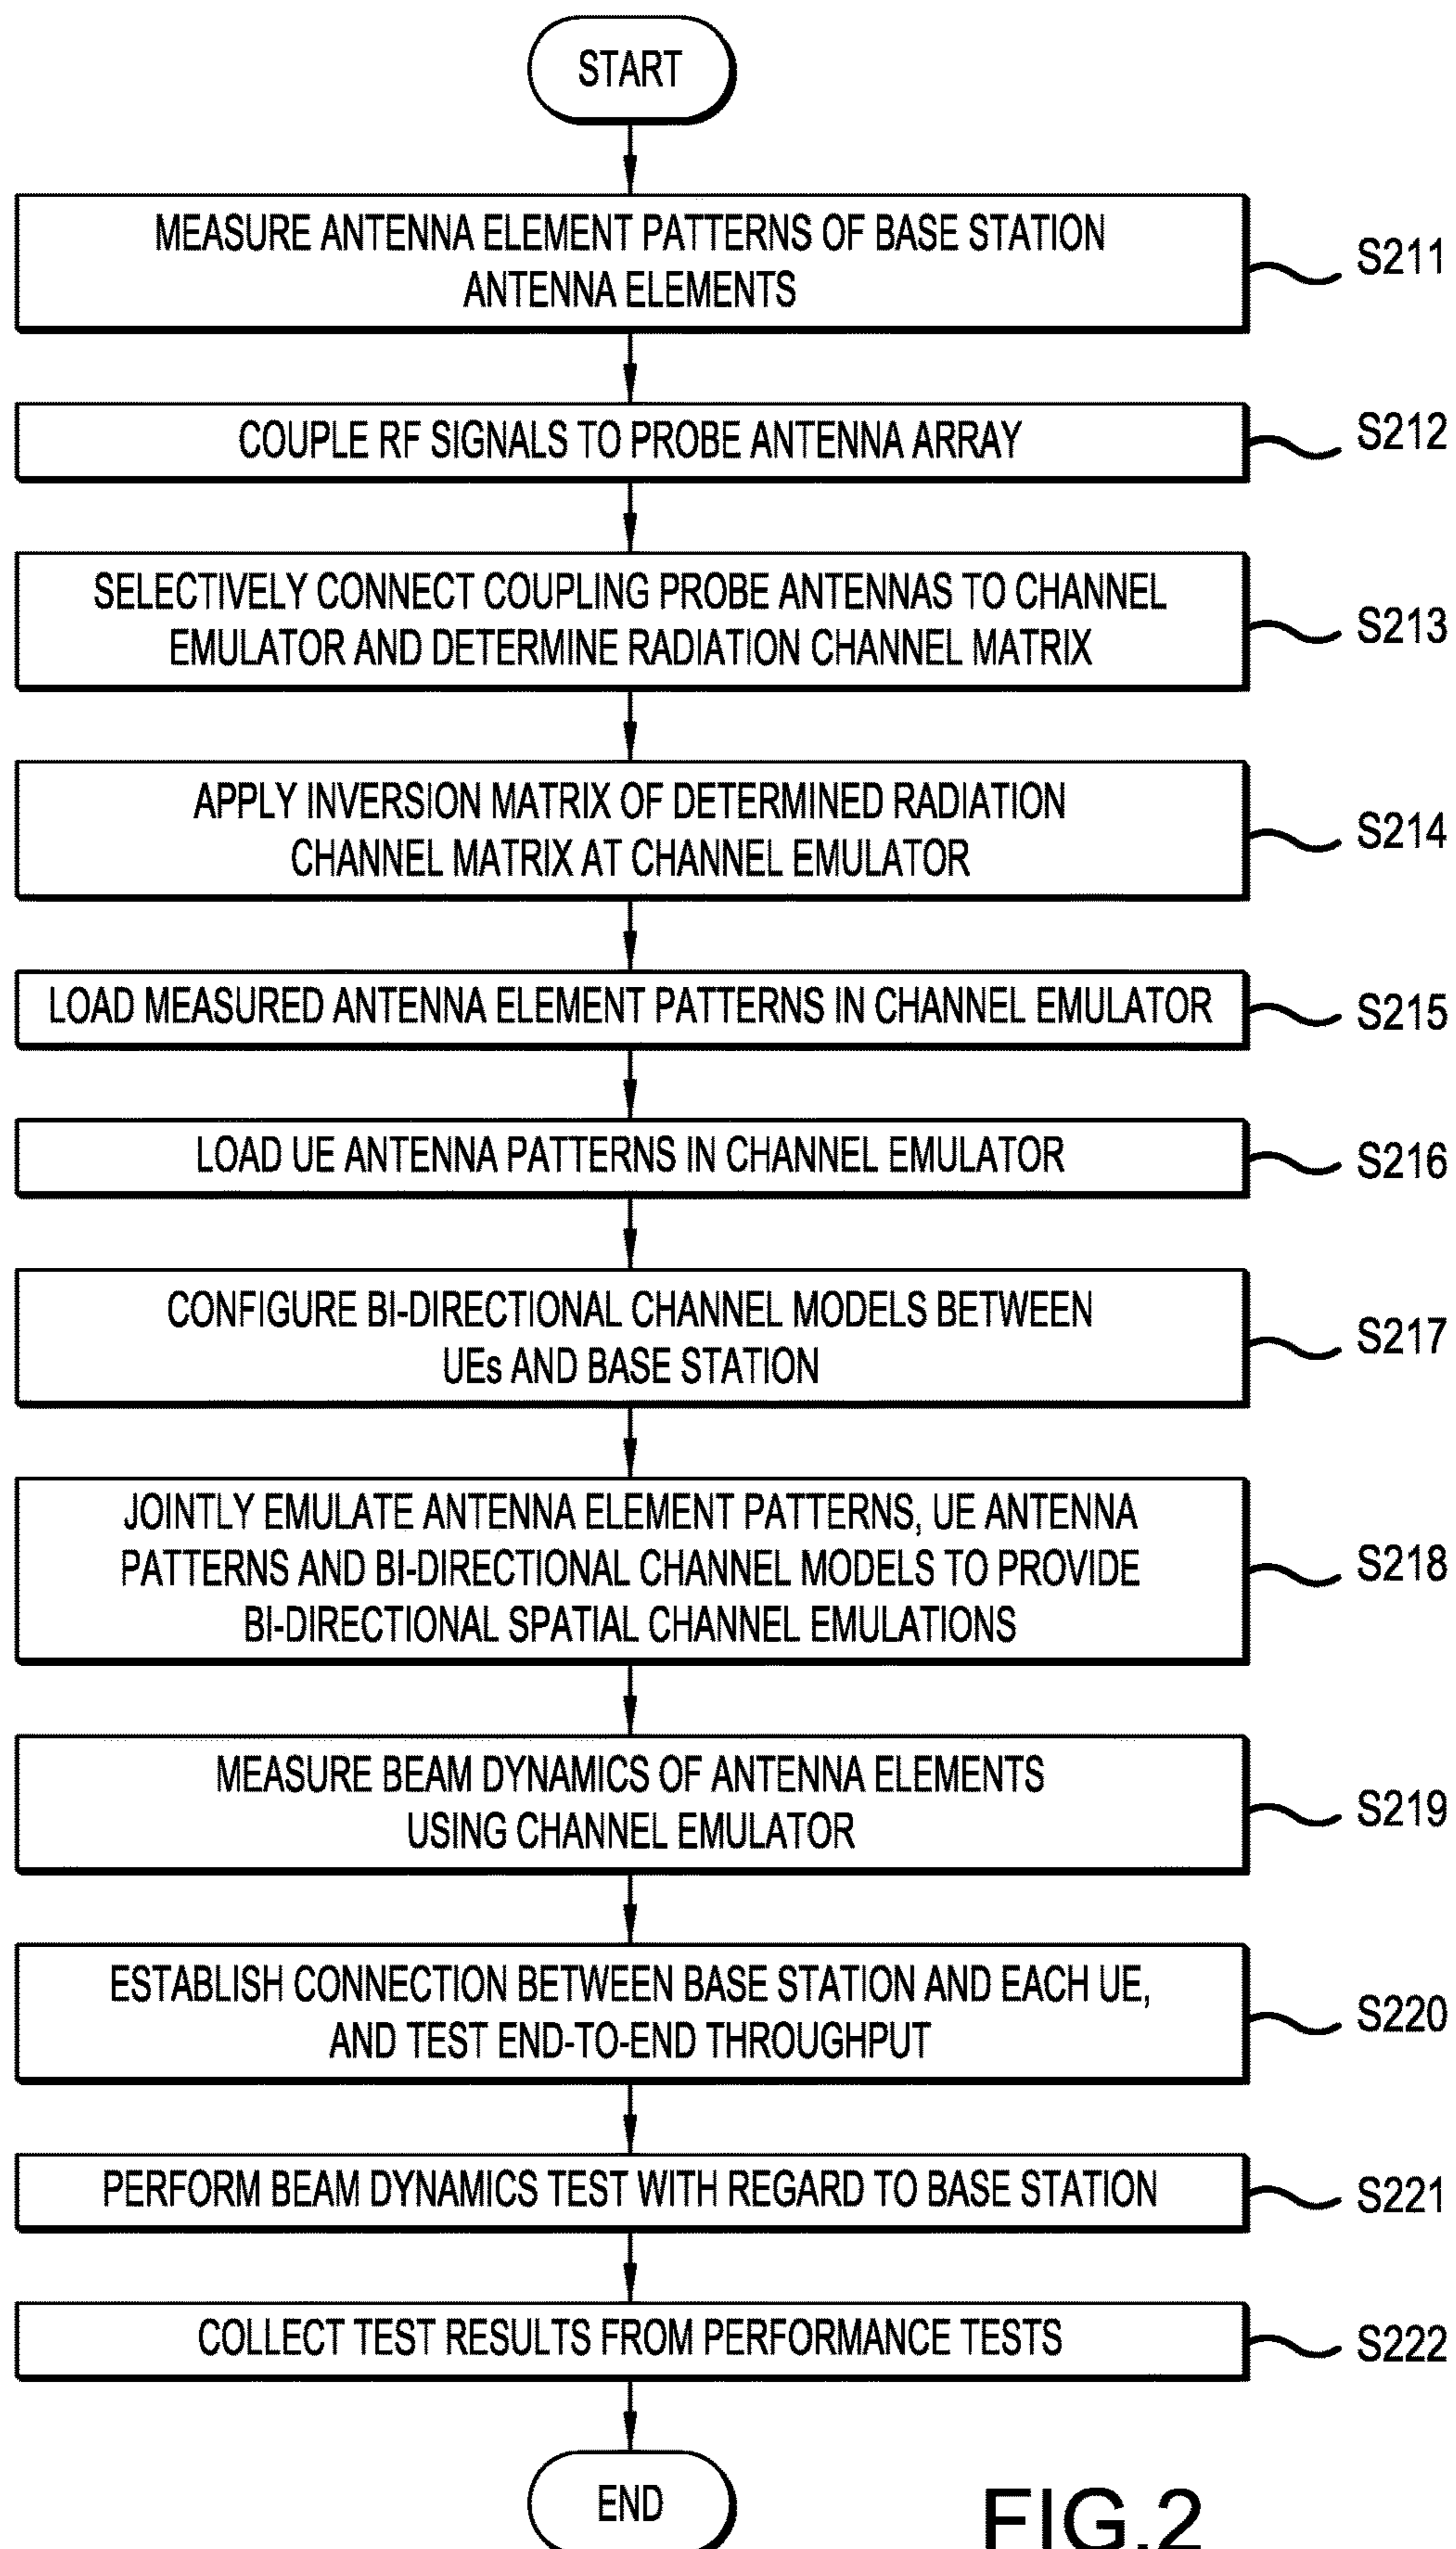 START
MEASURE ANTENNA ELEMENT PATTERNS OF BASE STATION
ANTENNA ELEMENTS
S211
COUPLE RF SIGNALS TO PROBE ANTENNA ARRAY
S212
SELECTIVELY CONNECT COUPLING PROBE ANTENNAS TO CHANNEL
EMULATOR AND DETERMINE RADIATION CHANNEL MATRIX
S213
APPLY INVERSION MATRIX OF DETERMINED RADIATION
CHANNEL MATRIX AT CHANNEL EMULATOR
S214
LOAD MEASURED ANTENNA ELEMENT PATTERNS IN CHANNEL EMULATOR
S215
LOAD UE ANTENNA PATTERNS IN CHANNEL EMULATOR
S216
CONFIGURE BI-DIRECTIONAL CHANNEL MODELS BETWEEN
UEs AND BASE STATION
S217
JOINTLY EMULATE ANTENNA ELEMENT PATTERNS, UE ANTENNA
PATTERNS AND BI-DIRECTIONAL CHANNEL MODELS TO PROVIDE
BI-DIRECTIONAL SPATIAL CHANNEL EMULATIONS
S218
MEASURE BEAM DYNAMICS OF ANTENNA ELEMENTS
USING CHANNEL EMULATOR
S219
ESTABLISH CONNECTION BETWEEN BASE STATION AND EACH UE,
AND TEST END-TO-END THROUGHPUT
S220
PERFORM BEAM DYNAMICS TEST WITH REGARD TO BASE STATION
S221
COLLECT TEST RESULTS FROM PERFORMANCE TESTS
S222
END
FIG.2